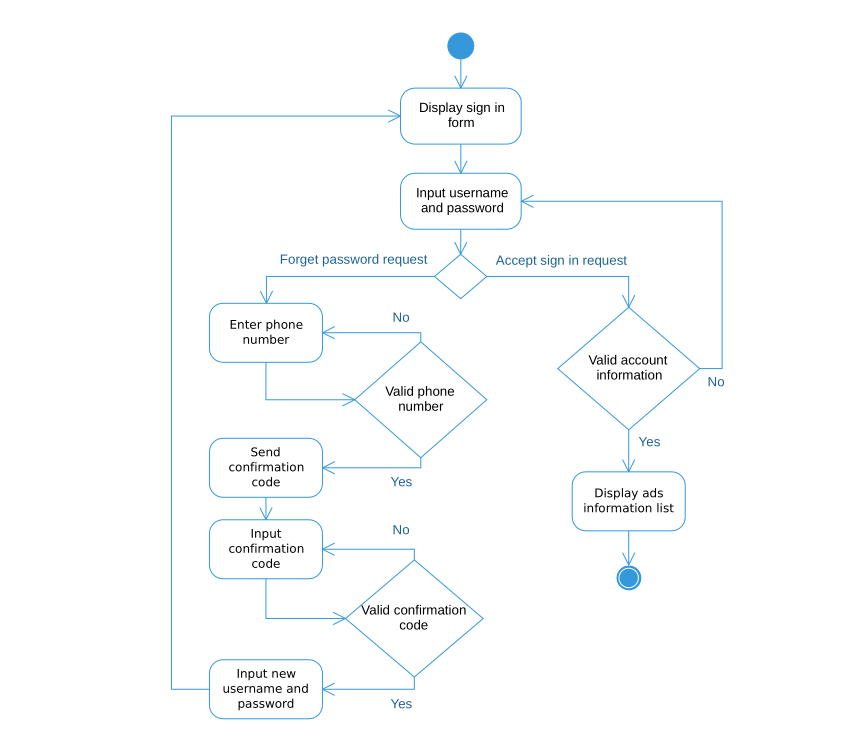 Display sign in
form
Input username
and password
Forget password request
Accept sign in request
Enter phone
number
No
Valid phone
number
Valid account
information
No
Yes
Send
confirmation
code
Yes
Display ads
information list
Input
confirmation
code
No
Valid confirmation
code
Input new
username and
password
Yes